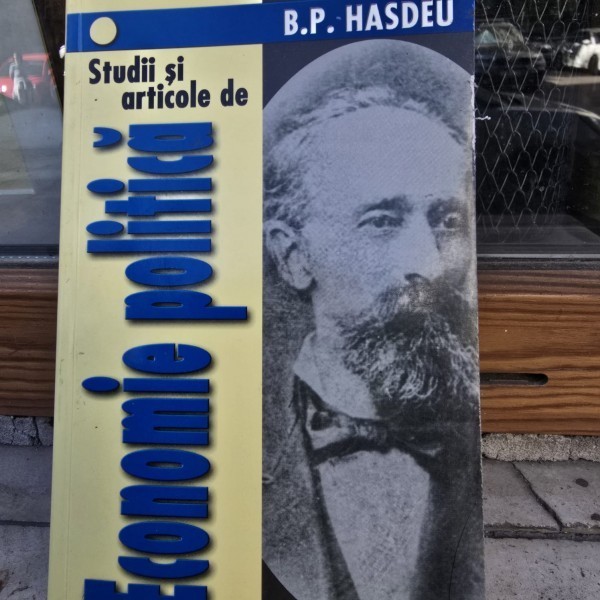 B.P. HASDEU
Studii și
articole de
Economie politică